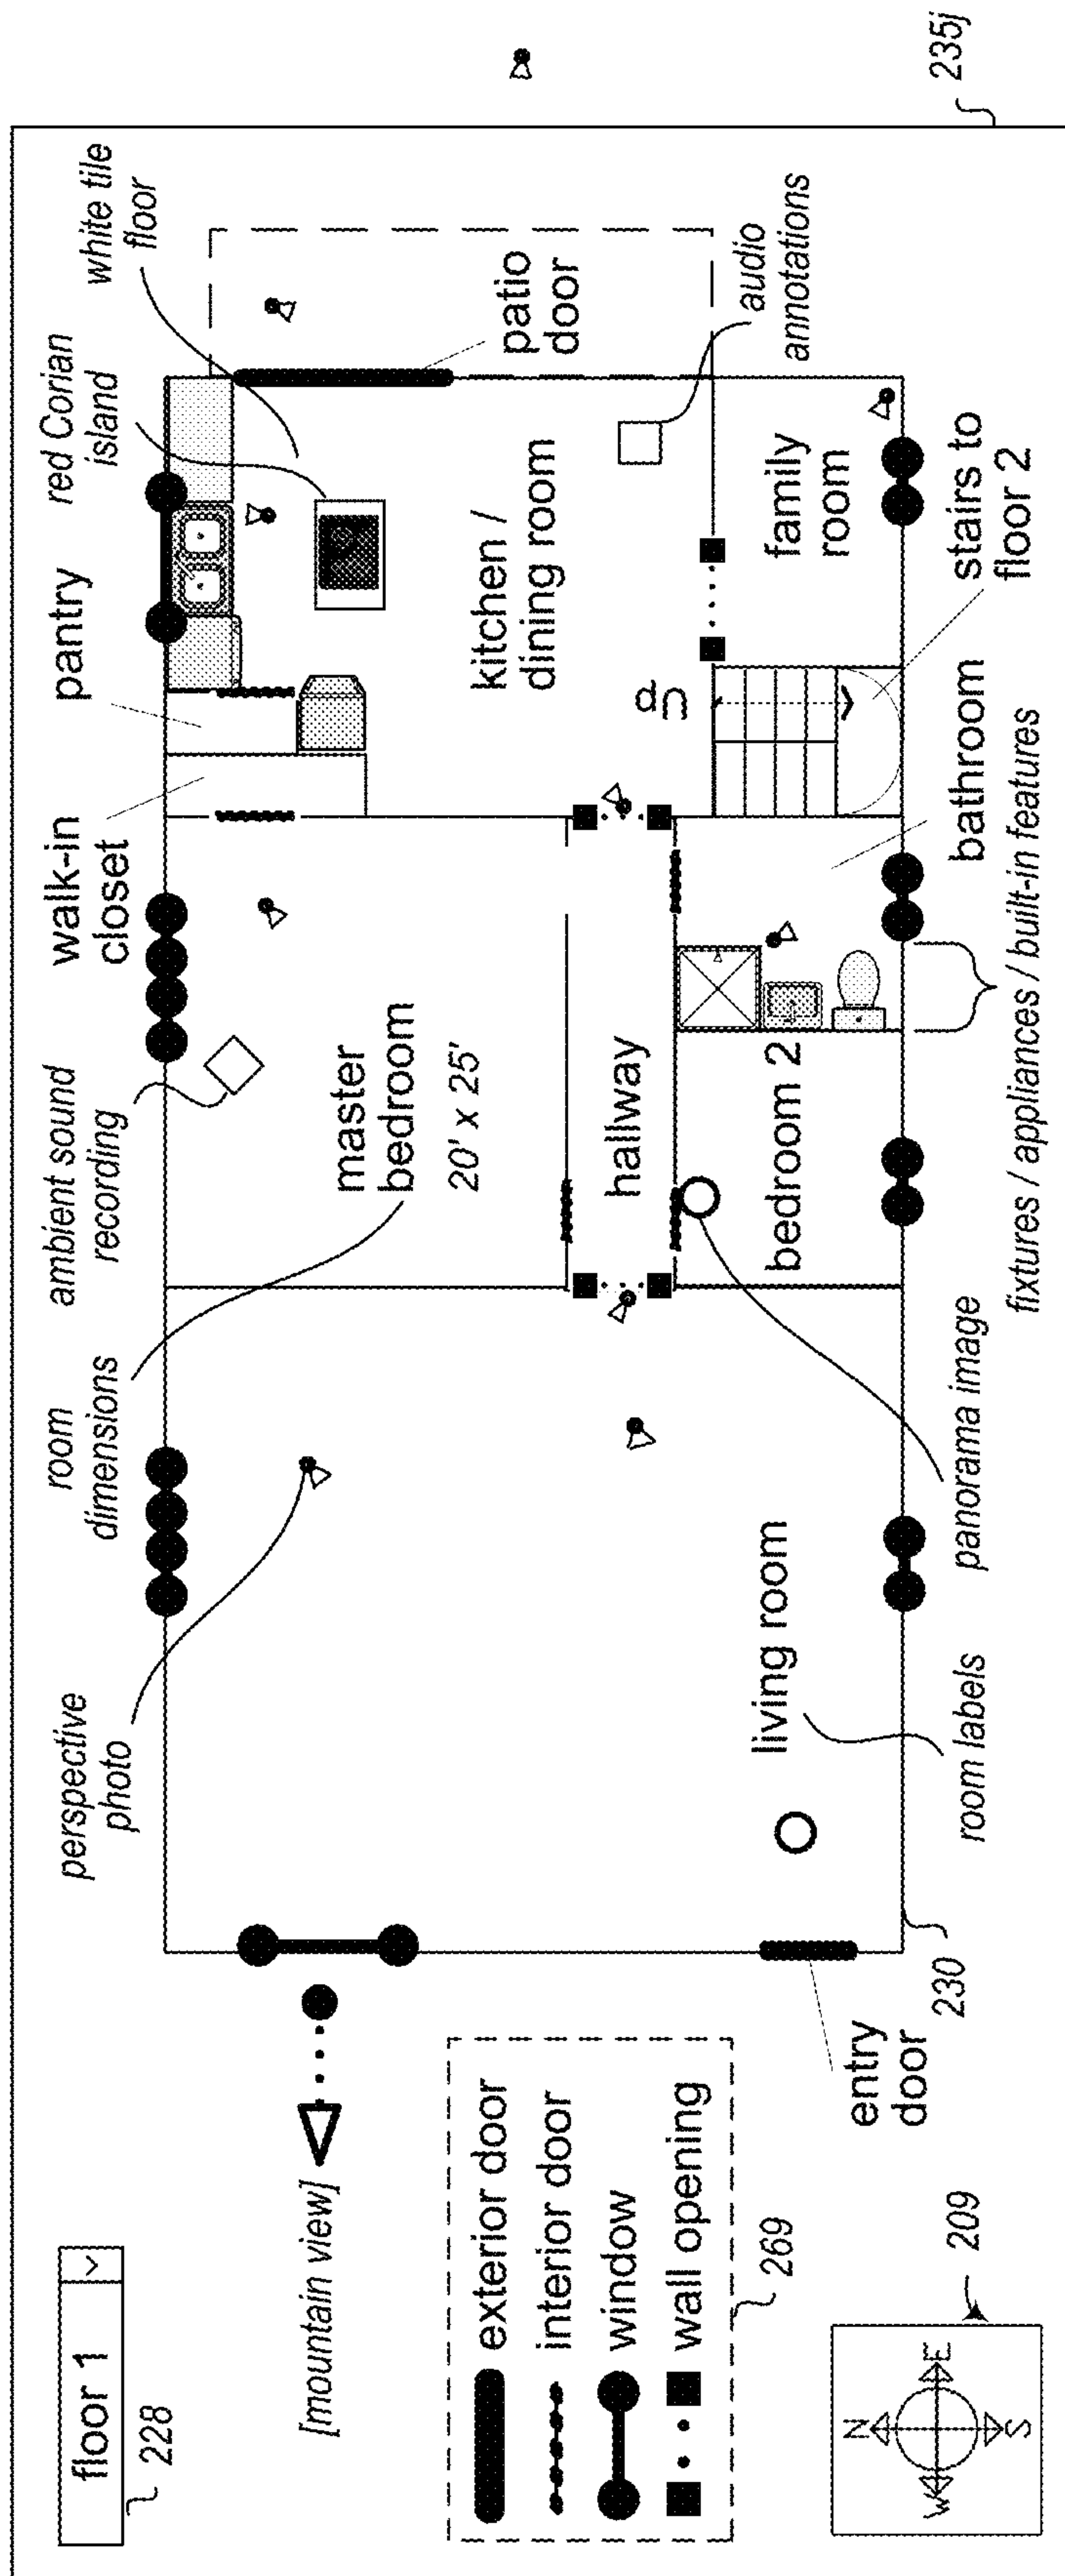 floor 1
228
perspective
photo
room
dimensions
ambient sound
recording
walk-in
closet
pantry
red Corian
island
white tile
floor
[mountain view]
master
bedroom
20' x 25'
kitchen /
dining room
patio
door
exterior door
interior door
window
wall opening
269
hallway
Up
audio
annotations
living room
bedroom 2
family
room
entry
door
230
room labels
panorama image
bathroom
stairs to
floor 2
fixtures / appliances / built-in features
209
N
W
E
S
235j